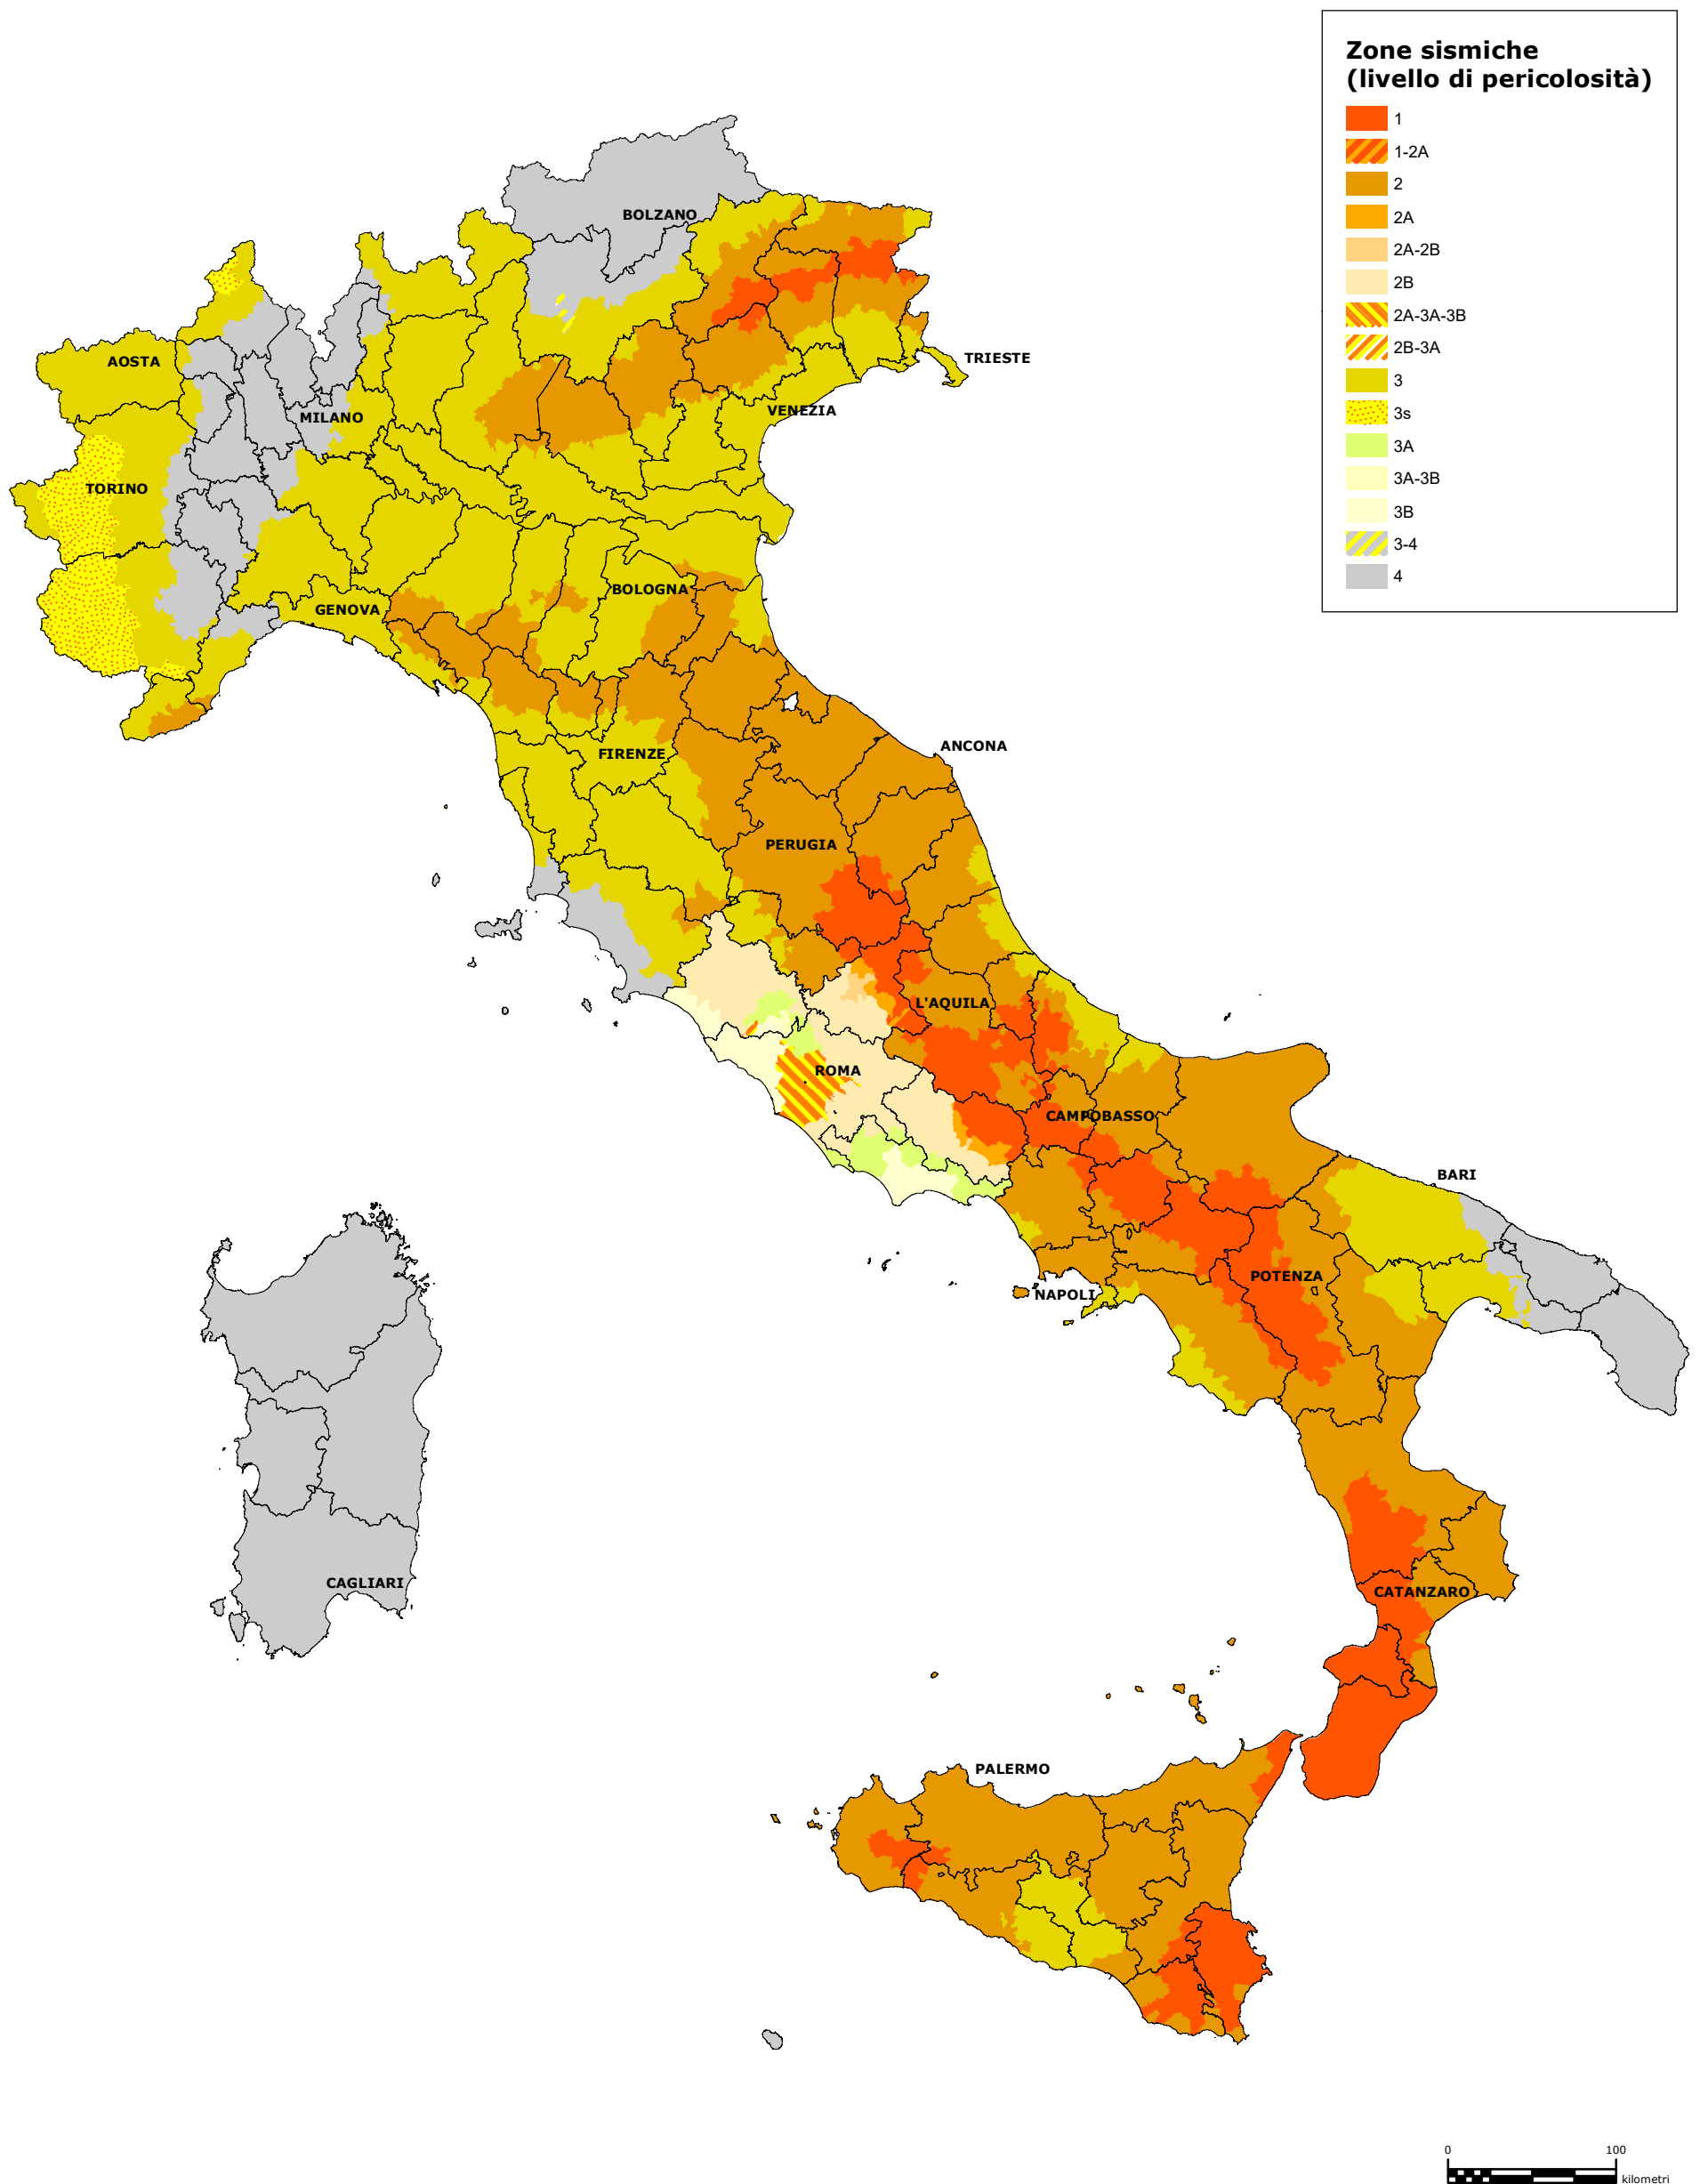 Zone sismiche
(livello di pericolosità)
1
1-2A
2
2A
2A-2B
2B
2A-3A-3B
2B-3A
3
3s
3A
3A-3B
3B
3-4
4
BOLZANO
AOSTA
TRIESTE
MILANO
VENEZIA
TORINO
BOLOGNA
GENOVA
FIRENZE
ANCONA
PERUGIA
L'AQUILA
ROMA
CAMPOBASSO
BARI
POTENZA
NAPOLI
CAGLIARI
CATANZARO
PALERMO
0 100
kilometri